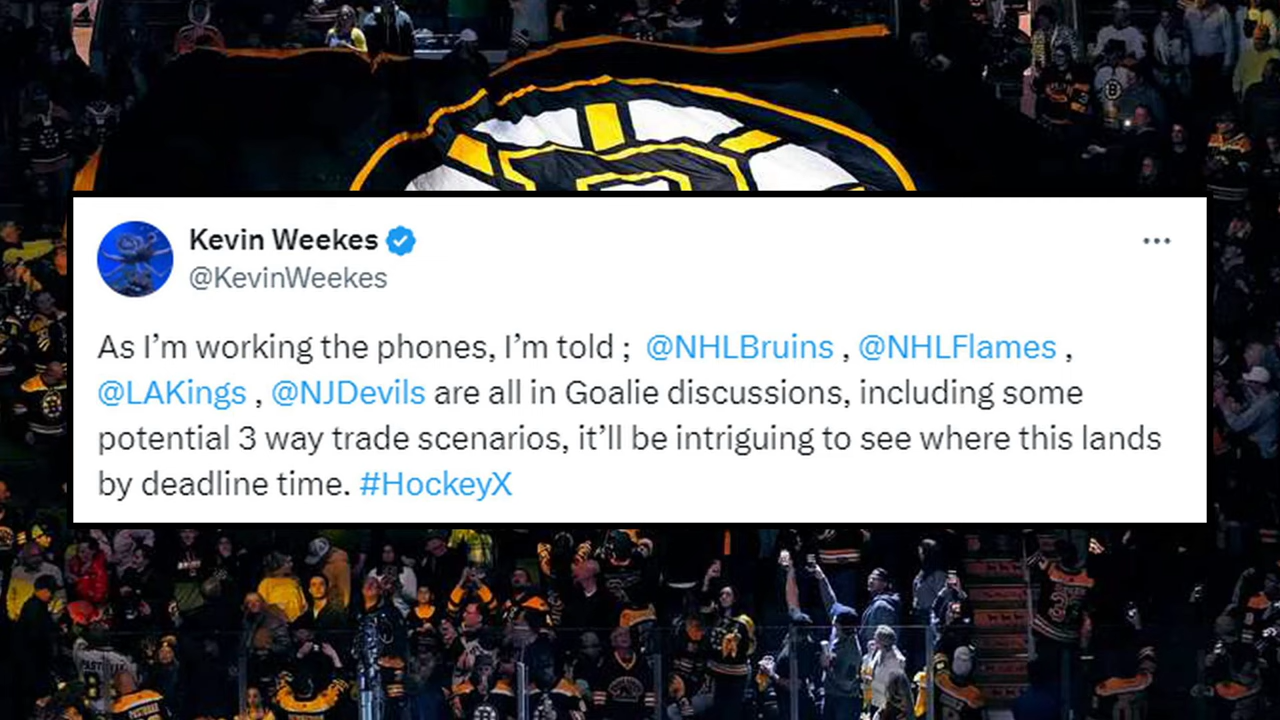 Kevin Weekes
@KevinWeekes
As I’m working the phones, I’m told ;  @NHLBruins , @NHLFlames ,
@LAKings , @NJDevils are all in Goalie discussions, including some
potential 3 way trade scenarios, it’ll be intriguing to see where this lands
by deadline time. #HockeyX